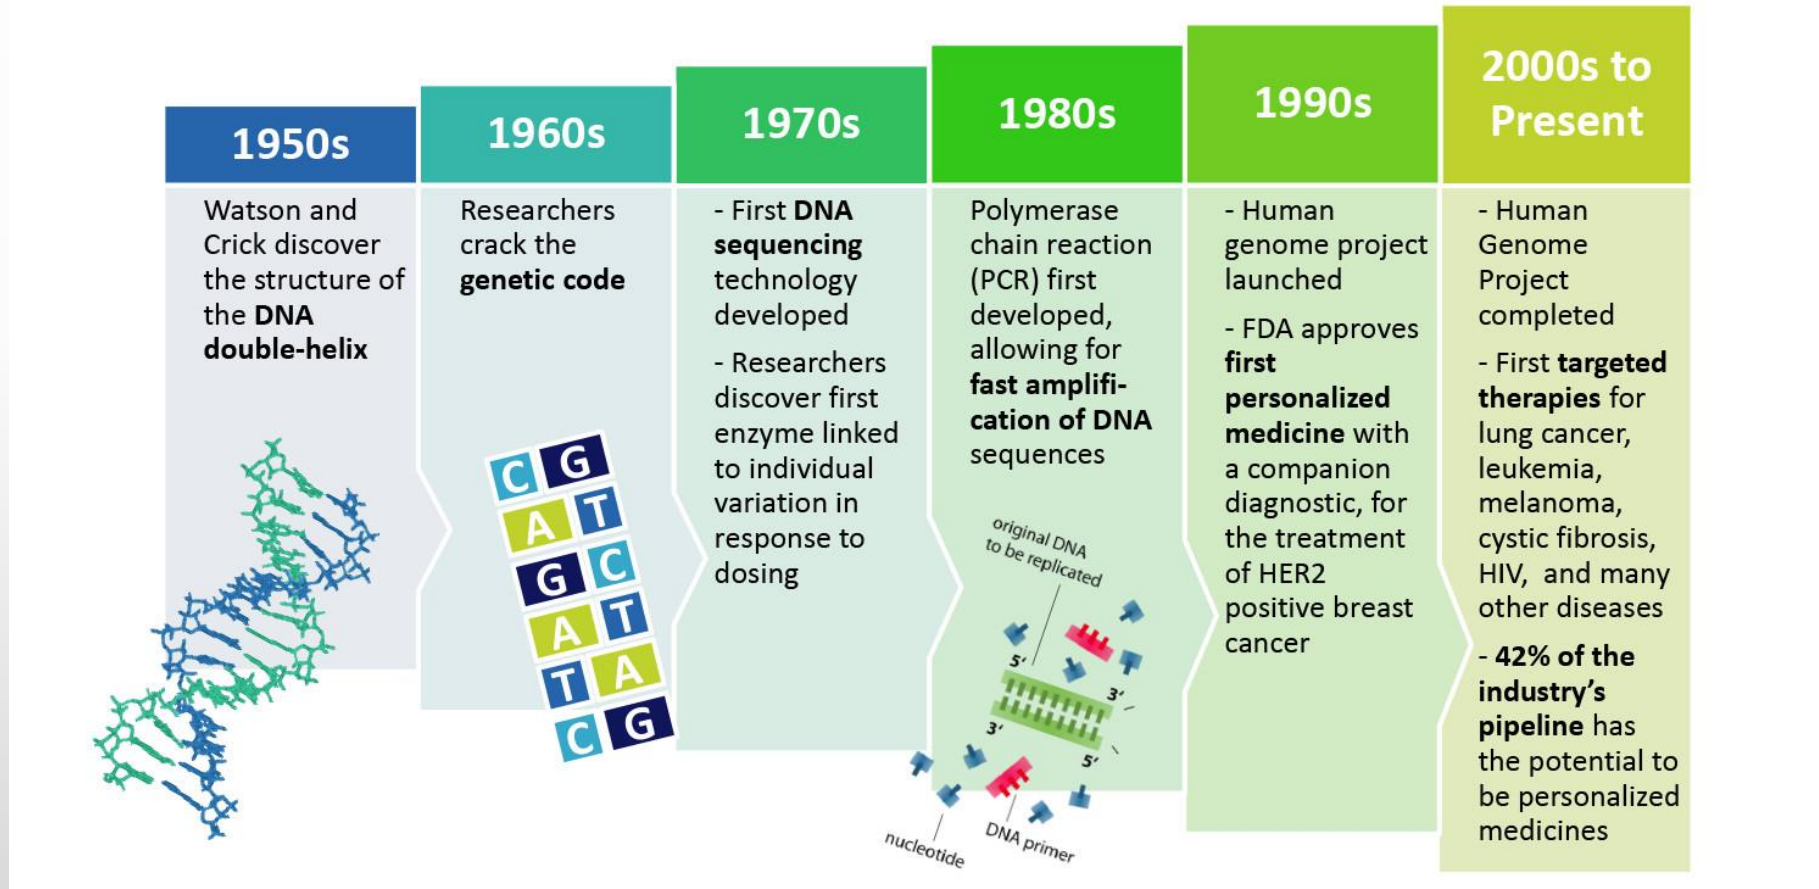 1950s
Watson and
Crick discover
the structure of
the DNA
double-helix
1960s
Researchers
crack the
genetic code
C G
A T
G C
A T
T A
C G
1970s
- First DNA
sequencing
technology
developed
- Researchers
discover first
enzyme linked
to individual
variation in
response to
dosing
1980s
Polymerase
chain reaction
(PCR) first
developed,
allowing for
fast amplifi-
cation of DNA
sequences
original DNA
to be replicated
5'
3'
3'
5'
nucleotide
DNA primer
1990s
- Human
genome project
launched
- FDA approves
first
personalized
medicine with
a companion
diagnostic, for
the treatment
of HER2
positive breast
cancer
2000s to
Present
- Human
Genome
Project
completed
- First targeted
therapies for
lung cancer,
leukemia,
melanoma,
cystic fibrosis,
HIV, and many
other diseases
- 42% of the
industry’s
pipeline has
the potential to
be personalized
medicines